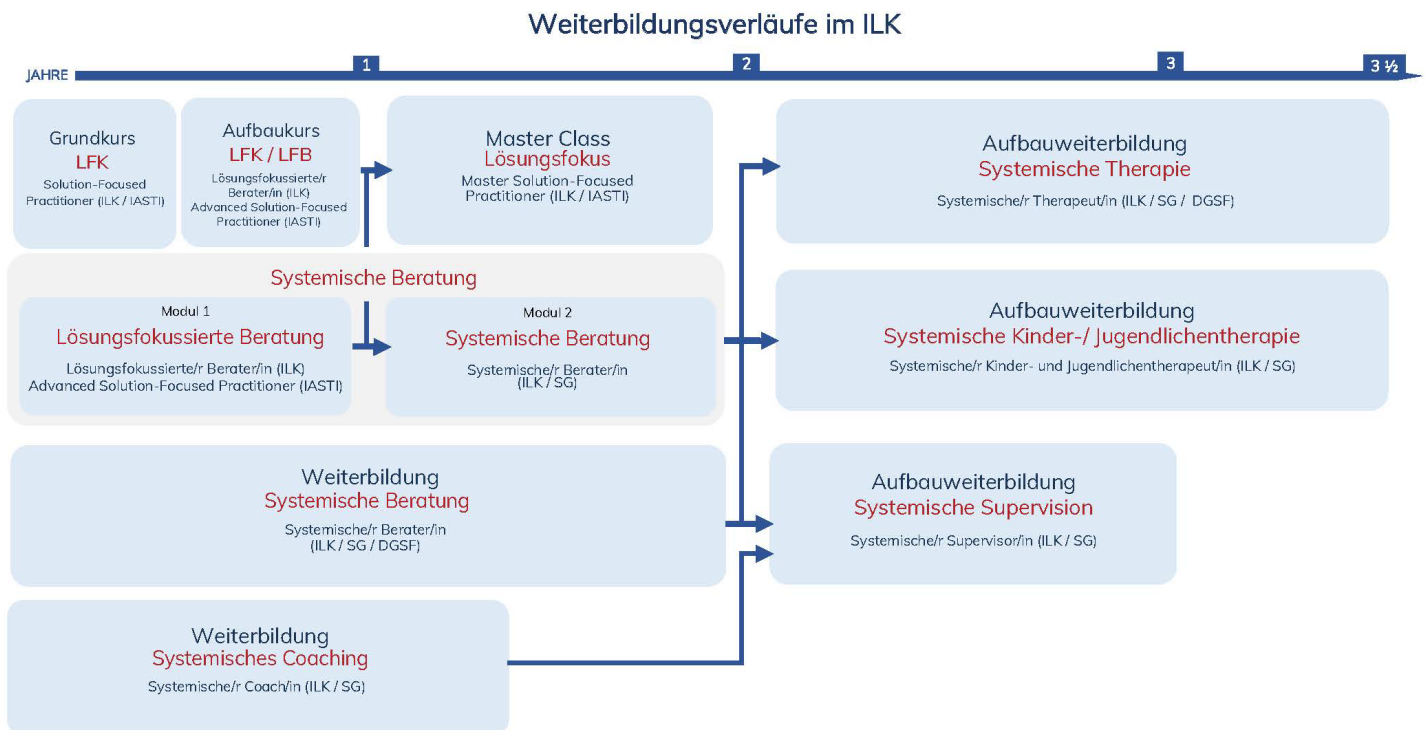 Weiterbildungsverläufe im ILK
JAHRE
1
2
3
3 ½
Grundkurs
LFK
Solution-Focused
Practitioner (ILK / IASTI)
Aufbaukurs
LFK / LFB
Lösungsfokussierte/r
Berater/in (ILK)
Advanced Solution-Focused
Practitioner (IASTI)
Master Class
Lösungsfokus
Master Solution-Focused
Practitioner (ILK / IASTI)
Aufbauweiterbildung
Systemische Therapie
Systemische/r Therapeut/in (ILK / SG / DGSF)
Systemische Beratung
Modul 1
Lösungsfokussierte Beratung
Lösungsfokussierte/r Berater/in (ILK)
Advanced Solution-Focused Practitioner (IASTI)
Modul 2
Systemische Beratung
Systemische/r Berater/in
(ILK / SG)
Aufbauweiterbildung
Systemische Kinder-/ Jugendlichentherapie
Systemische/r Kinder- und Jugendlichentherapeut/in (ILK / SG)
Weiterbildung
Systemische Beratung
Systemische/r Berater/in
(ILK / SG / DGSF)
Aufbauweiterbildung
Systemische Supervision
Systemische/r Supervisor/in (ILK / SG)
Weiterbildung
Systemisches Coaching
Systemische/r Coach/in (ILK / SG)